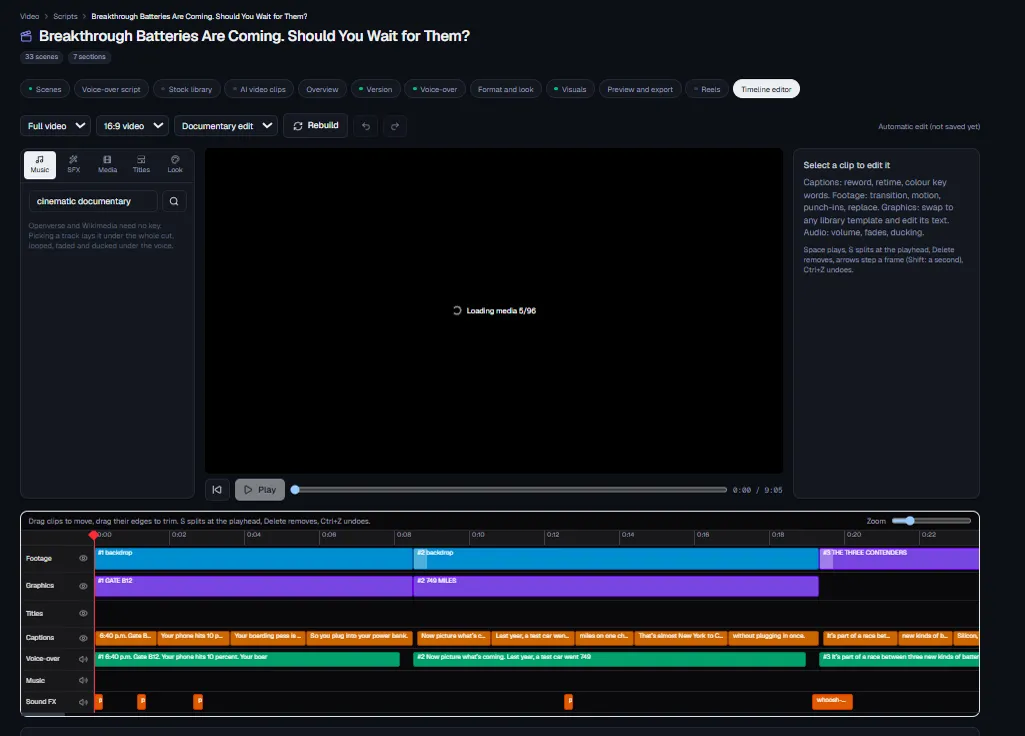 Video > Scripts > Breakthrough Batteries Are Coming. Should You Wait for Them?
Breakthrough Batteries Are Coming. Should You Wait for Them?
33 scenes 7 sections
Scenes Voice-over script Stock library AI video clips Overview Version Voice-over Format and look Visuals Preview and export Reels Timeline editor
Full video 16:9 video Documentary edit Rebuild
Automatic edit (not saved yet)
Music SFX Media Titles Look
cinematic documentary
Openverse and Wikimedia need no key.
Picking a track lays it under the whole cut,
looped, faded and ducked under the voice.
Loading media 5/96
Play 0:00 / 9:05
Select a clip to edit it
Captions: reword, retime, colour key
words. Footage: transition, motion,
punch-ins, replace. Graphics: swap to
any library template and edit its text.
Audio: volume, fades, ducking.
Space plays, S splits at the playhead, Delete
removes, arrows step a frame (Shift: a second),
Ctrl+Z undoes.
Drag clips to move, drag their edges to trim. S splits at the playhead, Delete removes, Ctrl+Z undoes.
Zoom
0:00 0:02 0:04 0:06 0:08 0:10 0:12 0:14 0:16 0:18 0:20 0:22
Footage #1 backdrop #2 backdrop #3 THE THREE CONTENDERS
Graphics #1 GATE B12 #2 749 MILES
Titles
Captions 6:40 p.m. Gate B... Your phone hits 10 p... Your boarding pass is ... So you plug into your power bank. Now picture what's c... Last year, a test car wen... miles on one ch... That's almost New York to C... without plugging in once. It's part of a race bet... new kinds of b... Silicon,
Voice-over #1 6:40 p.m. Gate B12. Your phone hits 10 percent. Your boar #2 Now picture what's coming. Last year, a test car went 749 #3 It's part of a race between three new kinds of batter
Music
Sound FX p p p p whoosh-...